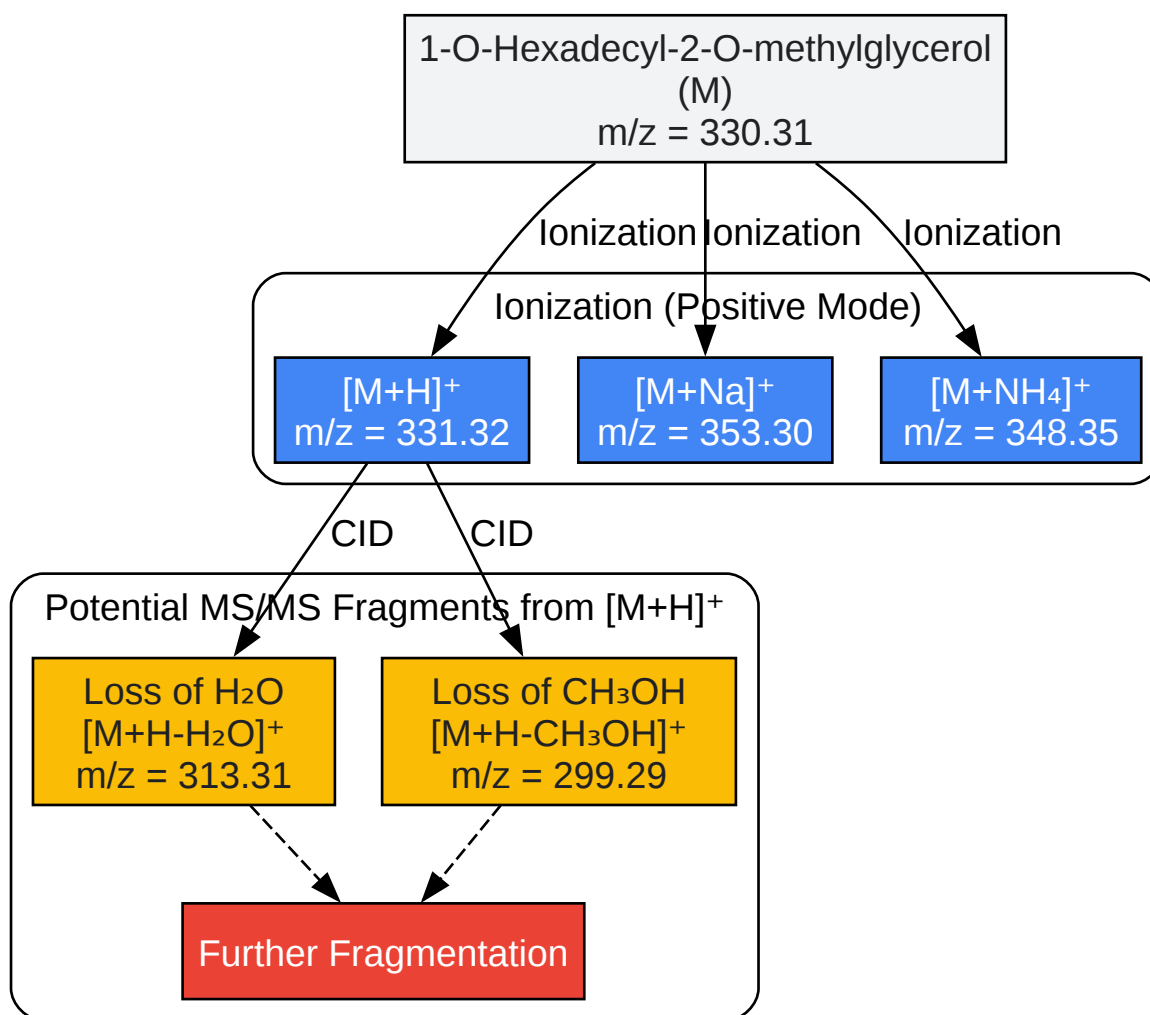 1-O-Hexadecyl-2-O-methylglycerol
(M)
m/z = 330.31
Ionization
Ionization
Ionization
Ionization (Positive Mode)
[M+H]⁺
m/z = 331.32
[M+Na]⁺
m/z = 353.30
[M+NH₄]⁺
m/z = 348.35
CID
CID
Potential MS/MS Fragments from [M+H]⁺
Loss of H₂O
[M+H-H₂O]⁺
m/z = 313.31
Loss of CH₃OH
[M+H-CH₃OH]⁺
m/z = 299.29
Further Fragmentation